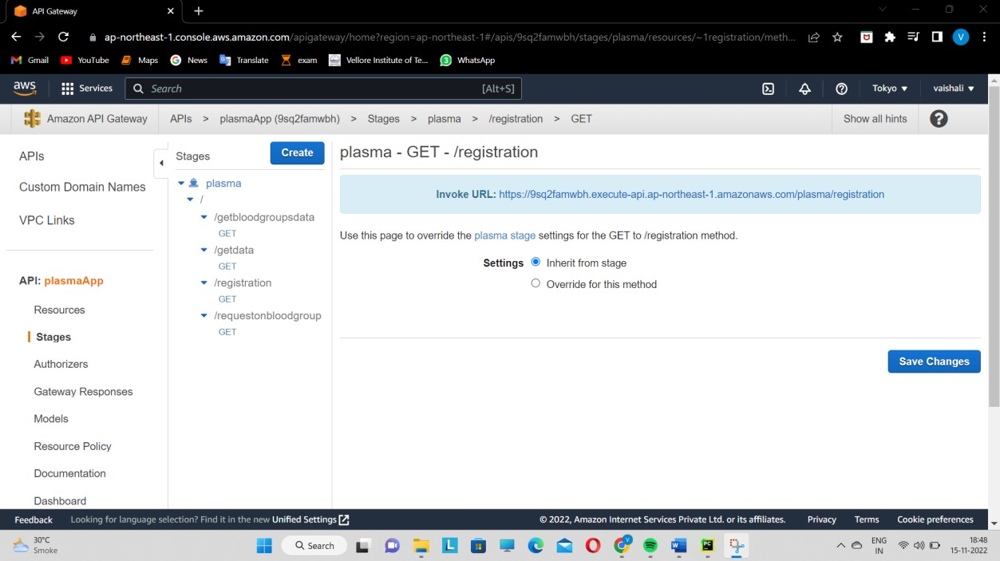 API Gateway
ap-northeast-1.console.aws.amazon.com/apigateway/home?region=ap-northeast-1#/apis/9sq2famwbh/stages/plasma/resources/~1registration/meth...
V
Gmail YouTube Maps News Translate exam Vellore Institute of Te... 3 WhatsApp
aws Services Search [Alt+S] Tokyo vaishali
Amazon API Gateway APIs > plasmaApp (9sq2famwbh) > Stages > plasma > /registration > GET Show all hints ?
APIs
Custom Domain Names
VPC Links
API: plasmaApp
Resources
Stages
Authorizers
Gateway Responses
Models
Resource Policy
Documentation
Dashboard
Stages Create
plasma
/
/getbloodgroupsdata
GET
/getdata
GET
/registration
GET
/requestonbloodgroup
GET
plasma - GET - /registration
Invoke URL: https://9sq2famwbh.execute-api.ap-northeast-1.amazonaws.com/plasma/registration
Use this page to override the plasma stage settings for the GET to /registration method.
Settings Inherit from stage
Override for this method
Save Changes
Feedback Looking for language selection? Find it in the new Unified Settings © 2022, Amazon Internet Services Private Ltd. or its affiliates. Privacy Terms Cookie preferences
30°C
Smoke
Search
L
V
W
PC
ENG
IN
18:48
15-11-2022